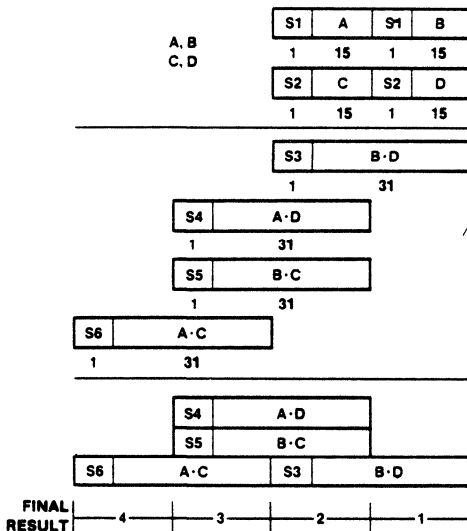 S1 A S1 B
A, B
1 15 1 15
C, D
S2 C S2 D
1 15 1 15
S3 B·D
1 31
S4 A·D
1 31
S5 B·C
1 31
S6 A·C
1 31
S4 A·D
S5 B·C
S6 A·C S3 B·D
FINAL
RESULT 4 3 2 1